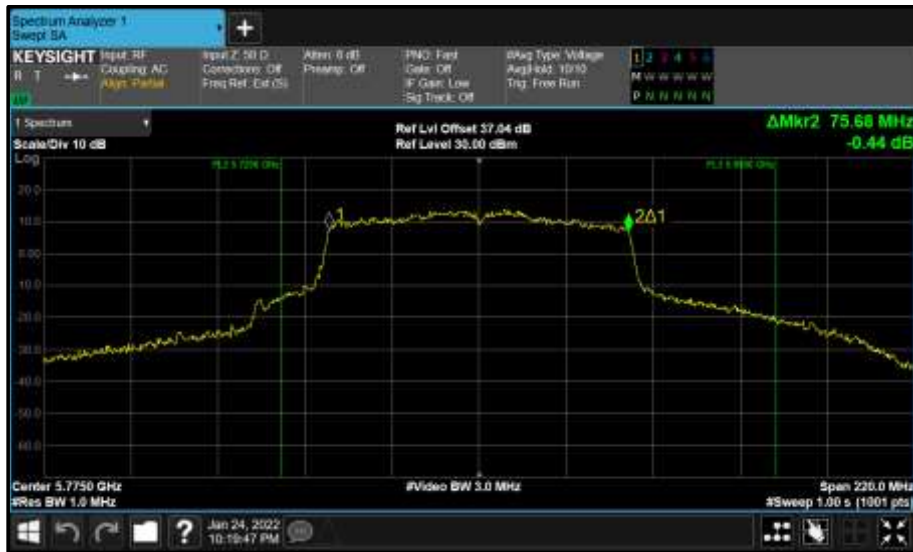 Spectrum Analyzer 1
Swept SA
+
KEYSIGHT
R T
Input: RF
Coupling: AC
Align: Partial
Input Z: 50 Ω
Corrections: Off
Freq Ref: Ext (S)
Atten: 0 dB
Preamp: Off
PNO: Fast
Gate: Off
IF Gain: Low
Sig Track: Off
#Avg Type: Voltage
Avg|Hold: 10/10
Trig: Free Run
1 2 3 4 5 6
M W W W W W
P N N N N N
1 Spectrum
Scale/Div 10 dB
Ref Lvl Offset 37.04 dB
Ref Level 30.00 dBm
ΔMkr2 75.68 MHz
-0.44 dB
Log
20.0
10.0
0.00
-10.0
-20.0
-30.0
-40.0
-50.0
-60.0
1
2Δ1
Center 5.7750 GHz
#Res BW 1.0 MHz
#Video BW 3.0 MHz
Span 220.0 MHz
#Sweep 1.00 s (1001 pts)
?
Jan 24, 2022
10:19:47 PM